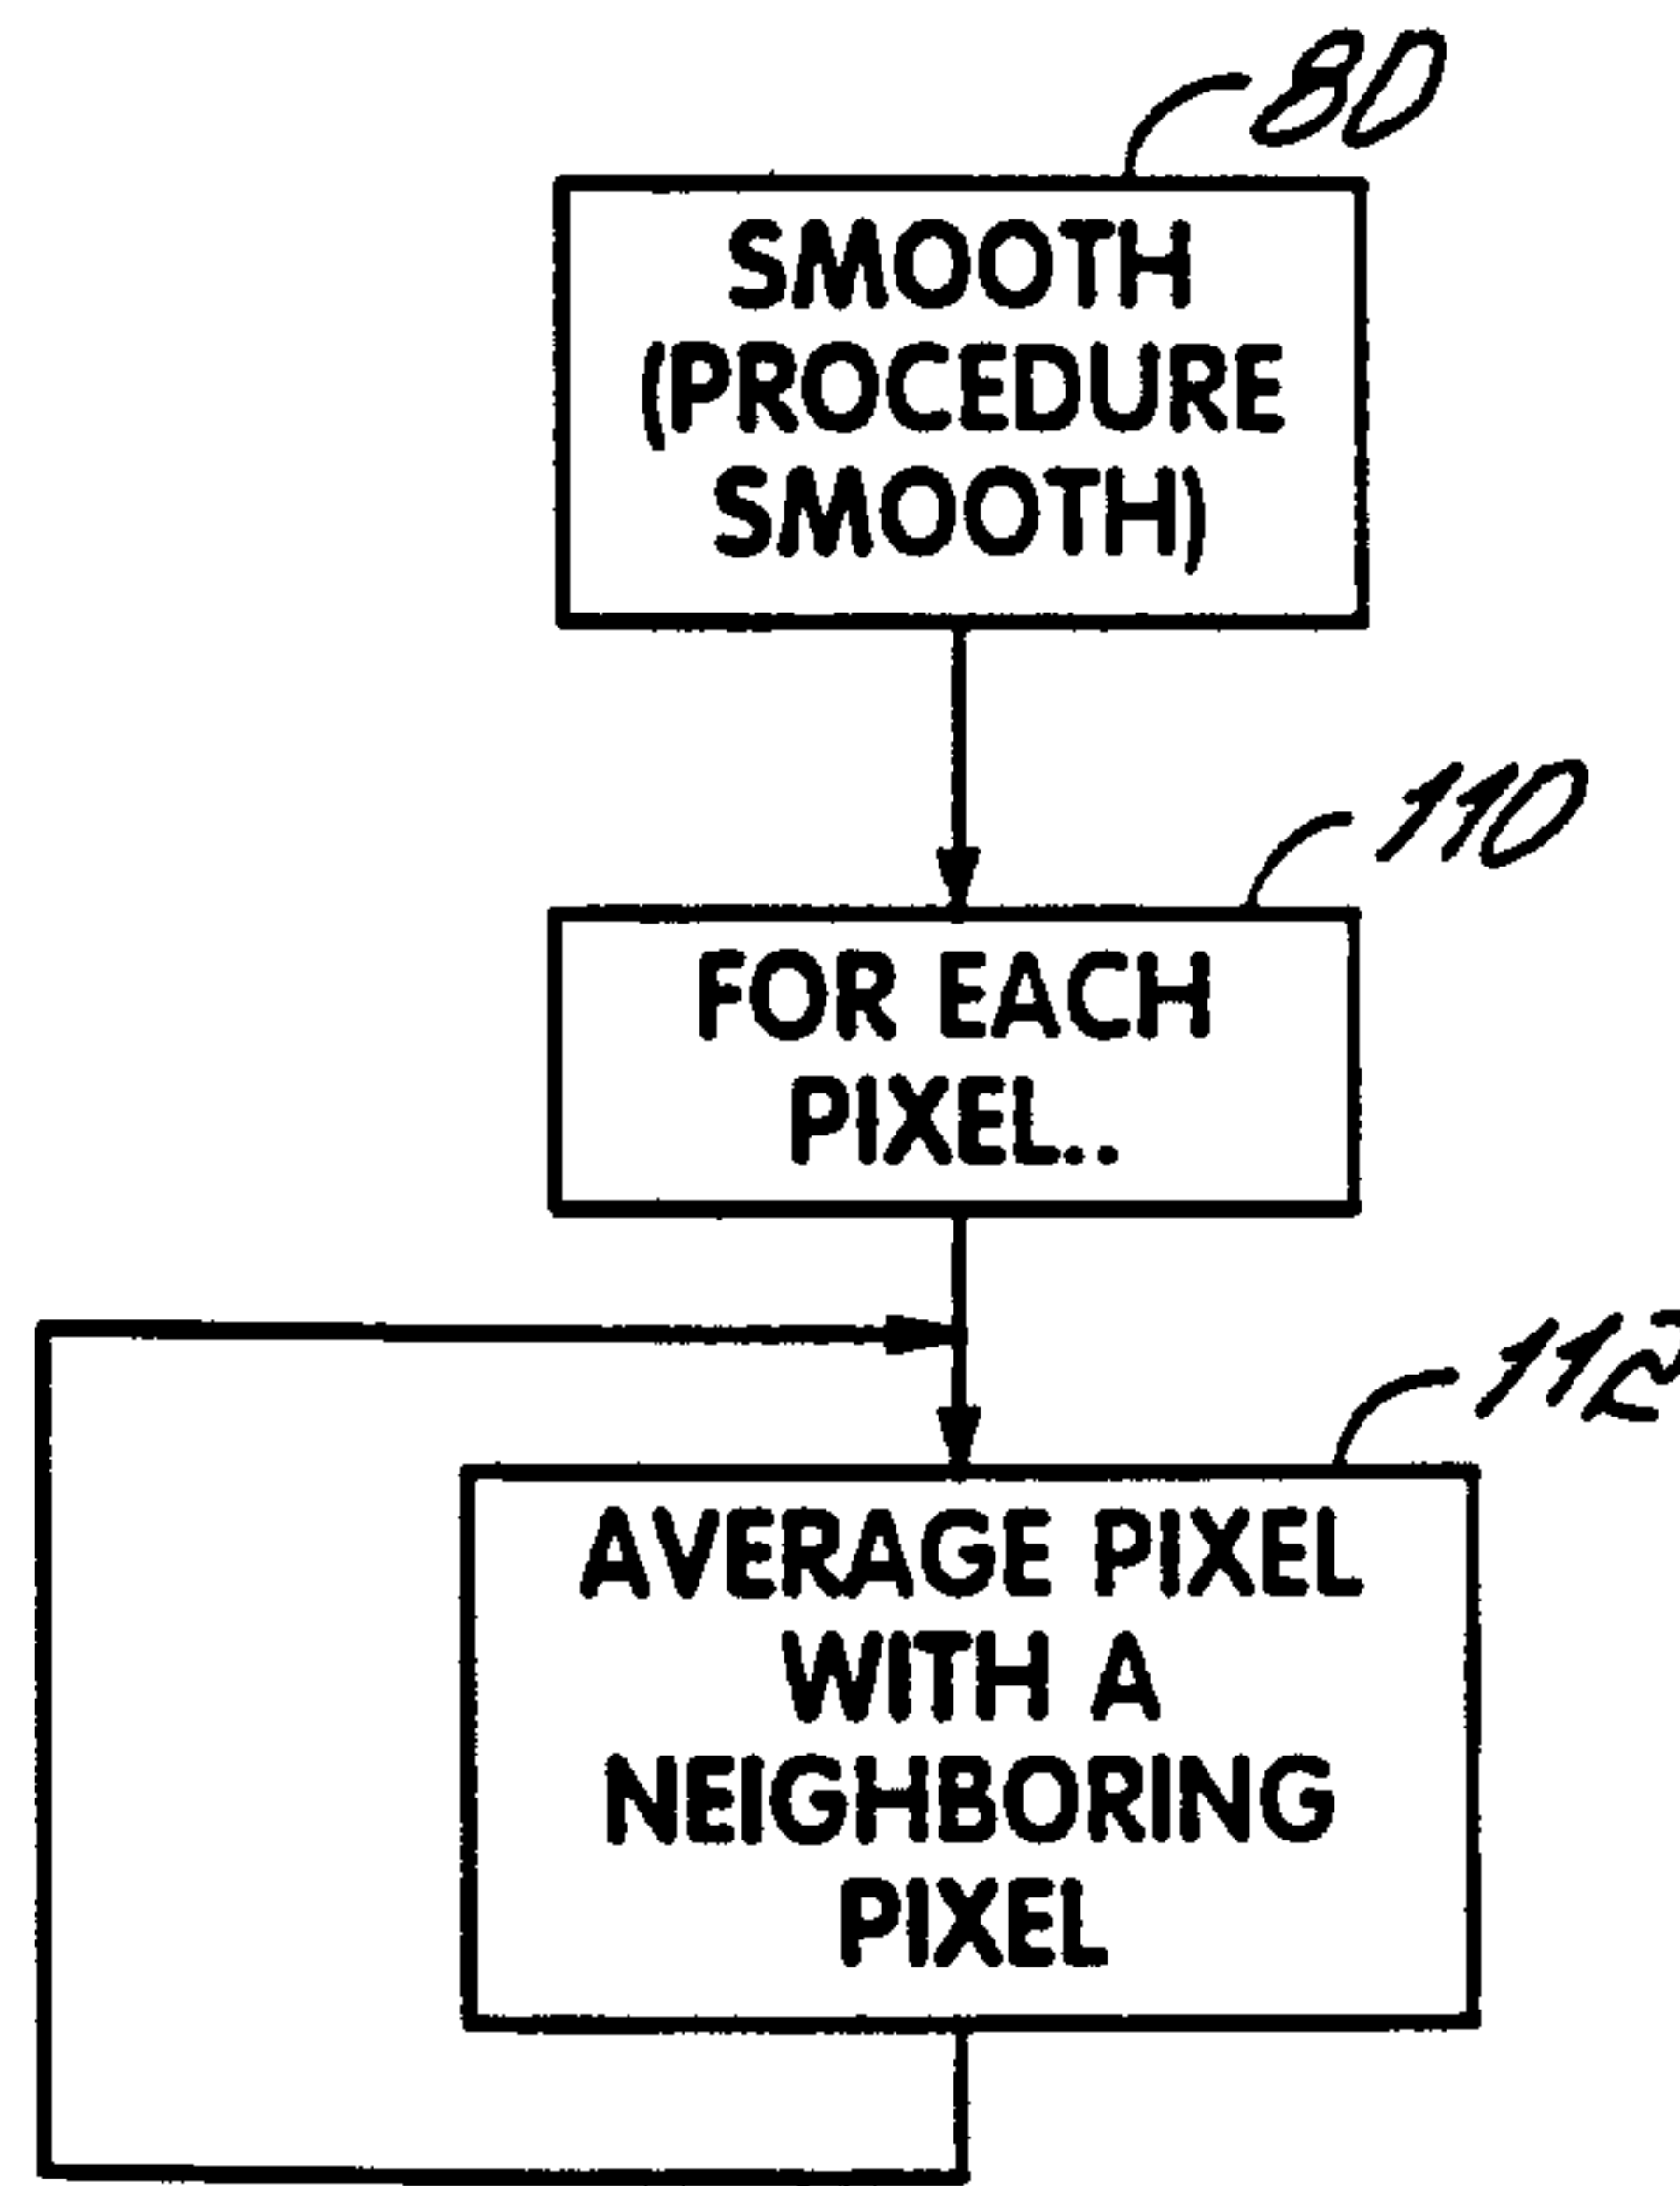 80
SMOOTH
(PROCEDURE
SMOOTH)
110
FOR EACH
PIXEL..
112
AVERAGE PIXEL
WITH A
NEIGHBORING
PIXEL